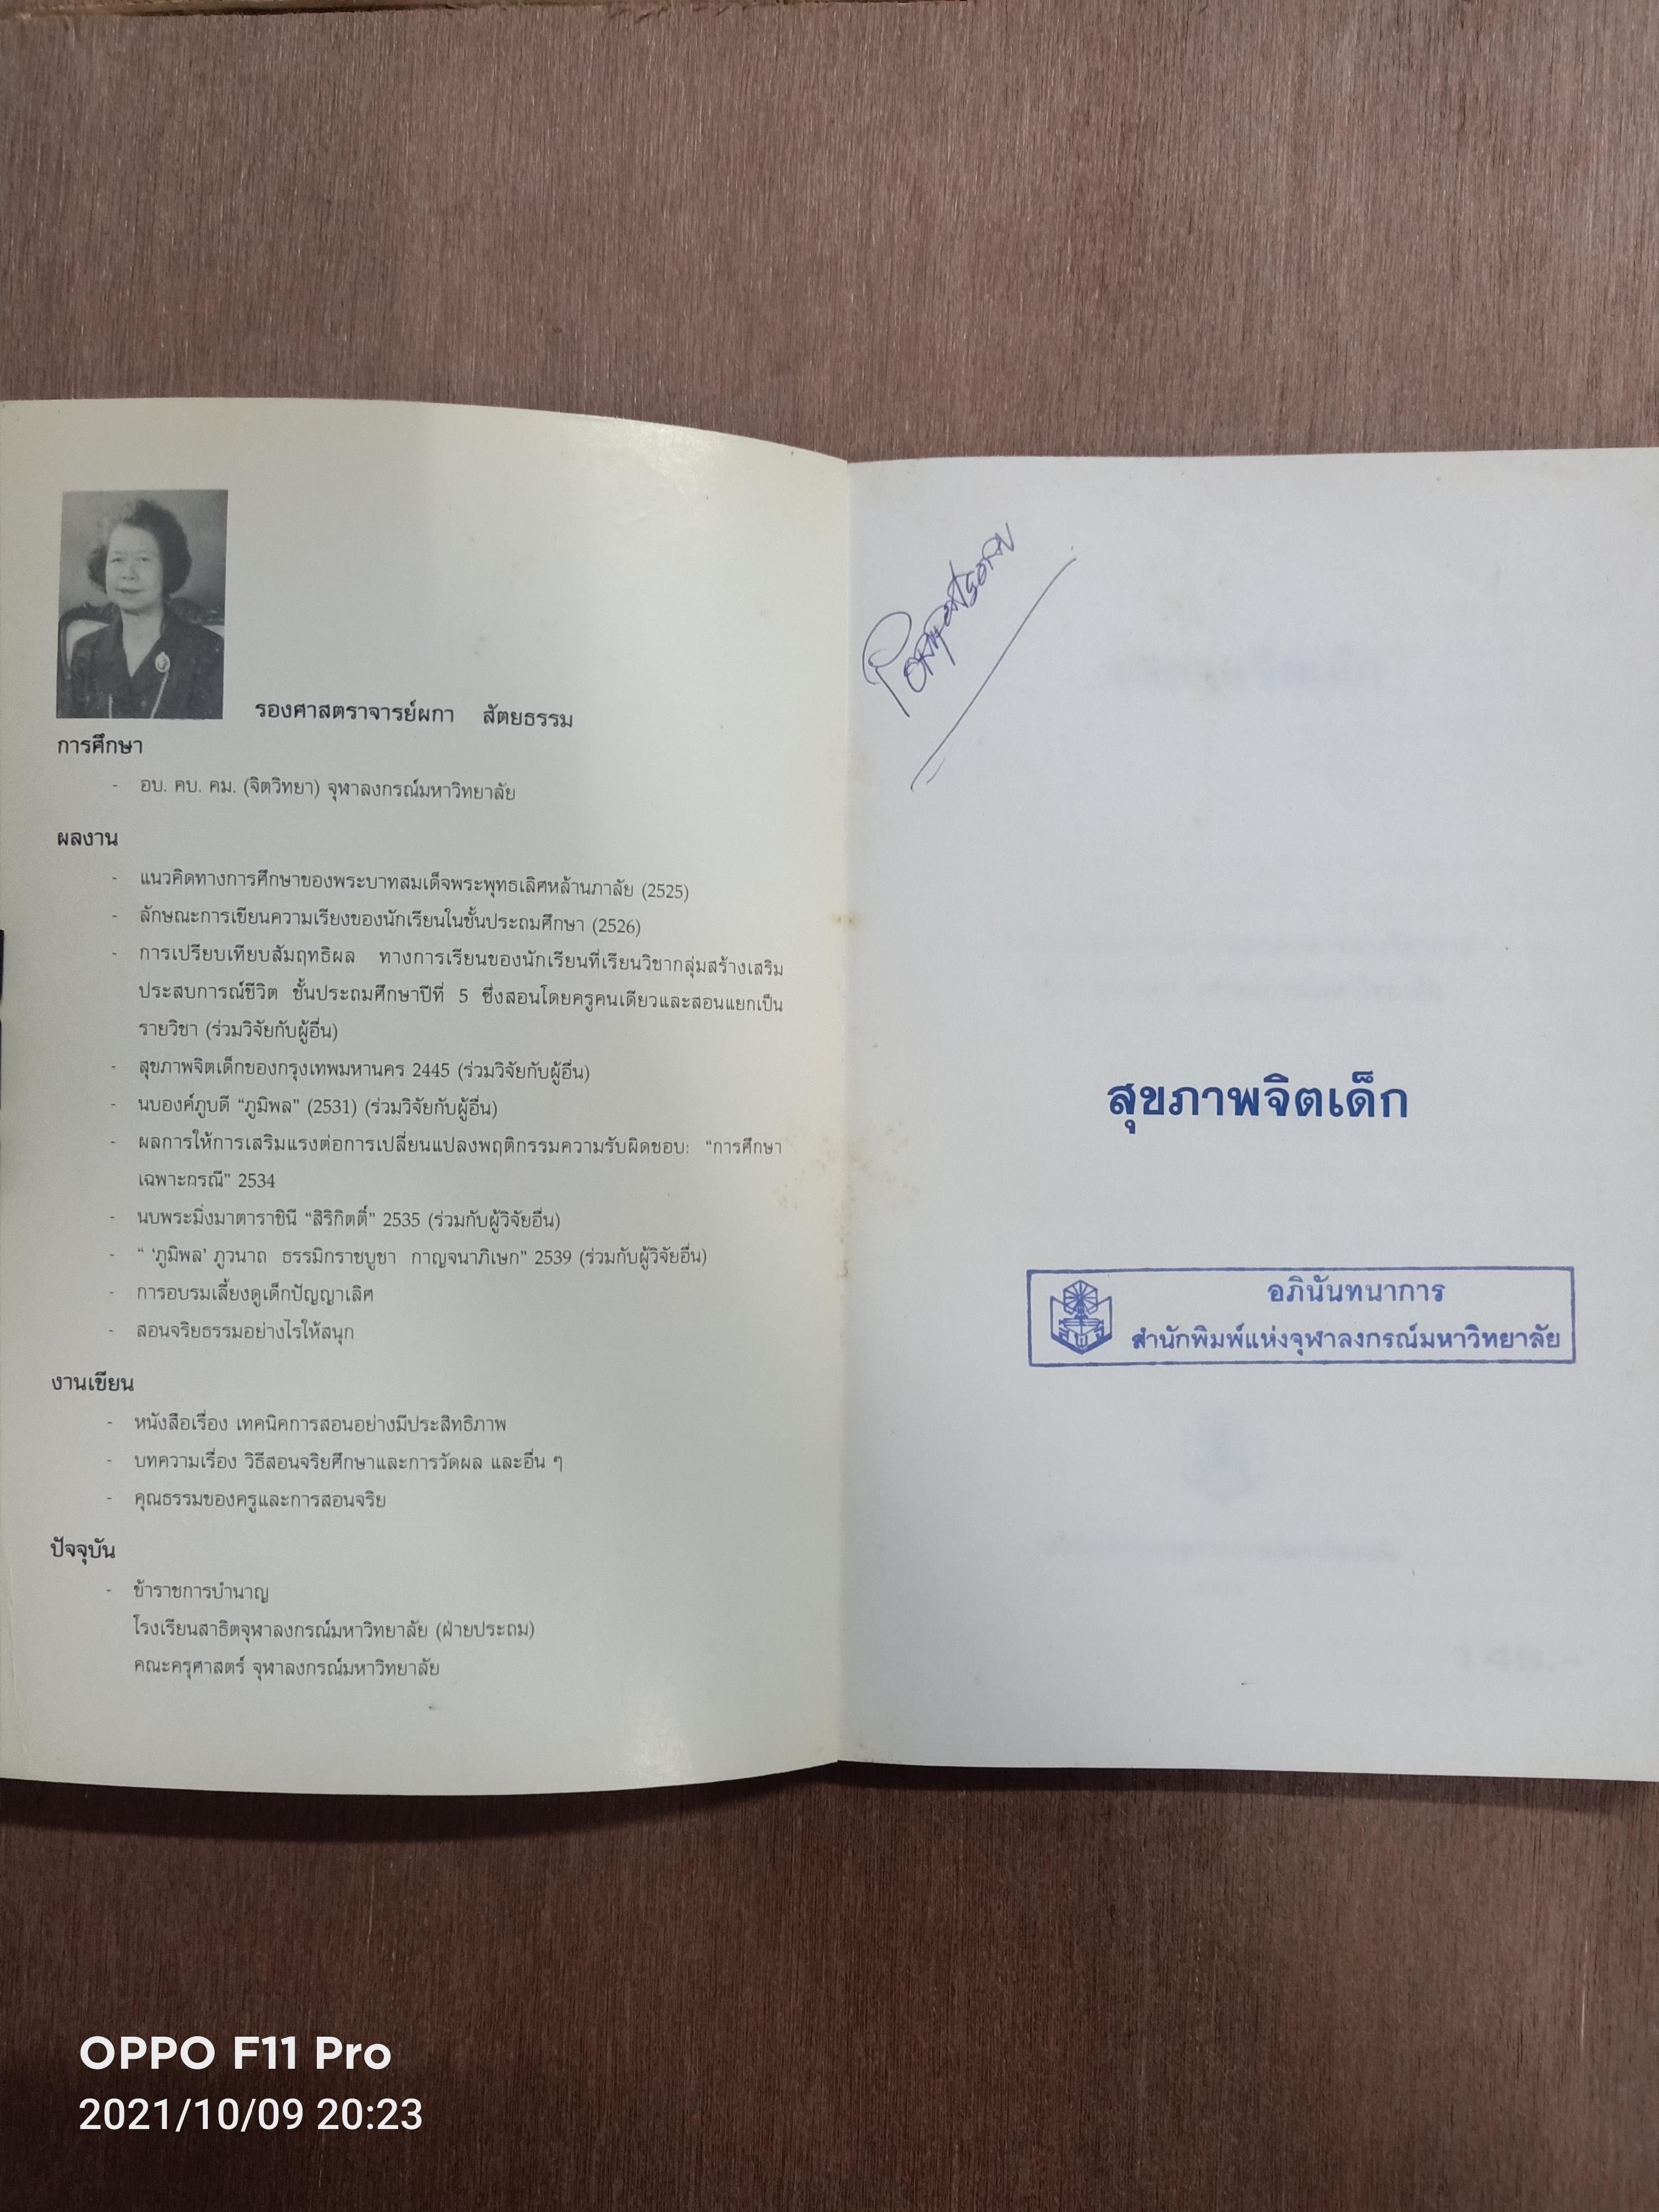 รองศาสตราจารย์ผกา สัตยธรรม
การศึกษา
- อบ. คบ. คม. (จิตวิทยา) จุฬาลงกรณ์มหาวิทยาลัย
ผลงาน
- แนวคิดทางการศึกษาของพระบาทสมเด็จพระพุทธเลิศหล้านภาลัย (2525)
- ลักษณะการเขียนความเรียงของนักเรียนในชั้นประถมศึกษา (2526)
- การเปรียบเทียบสัมฤทธิผล ทางการเรียนของนักเรียนที่เรียนวิชากลุ่มสร้างเสริม
ประสบการณ์ชีวิต ชั้นประถมศึกษาปีที่ 5 ซึ่งสอนโดยครูคนเดียวและสอนแยกเป็น
รายวิชา (ร่วมวิจัยกับผู้อื่น)
- สุขภาพจิตเด็กของกรุงเทพมหานคร 2445 (ร่วมวิจัยกับผู้อื่น)
- นบองค์ภูบดี “ภูมิพล” (2531) (ร่วมวิจัยกับผู้อื่น)
- ผลการให้การเสริมแรงต่อการเปลี่ยนแปลงพฤติกรรมความรับผิดชอบ: “การศึกษา
เฉพาะกรณี” 2534
- นบพระมิ่งมาตาราชินี “สิริกิตติ์” 2535 (ร่วมกับผู้วิจัยอื่น)
- “ ‘ภูมิพล’ ภูวนาถ ธรรมิกราชบูชา กาญจนาภิเษก” 2539 (ร่วมกับผู้วิจัยอื่น)
- การอบรมเลี้ยงดูเด็กปัญญาเลิศ
- สอนจริยธรรมอย่างไรให้สนุก
งานเขียน
- หนังสือเรื่อง เทคนิคการสอนอย่างมีประสิทธิภาพ
- บทความเรื่อง วิธีสอนจริยศึกษาและการวัดผล และอื่น ๆ
- คุณธรรมของครูและการสอนจริย
ปัจจุบัน
- ข้าราชการบำนาญ
โรงเรียนสาธิตจุฬาลงกรณ์มหาวิทยาลัย (ฝ่ายประถม)
คณะครุศาสตร์ จุฬาลงกรณ์มหาวิทยาลัย
สุขภาพจิตเด็ก
อภินันทนาการ
สำนักพิมพ์แห่งจุฬาลงกรณ์มหาวิทยาลัย
OPPO F11 Pro
2021/10/09 20:23